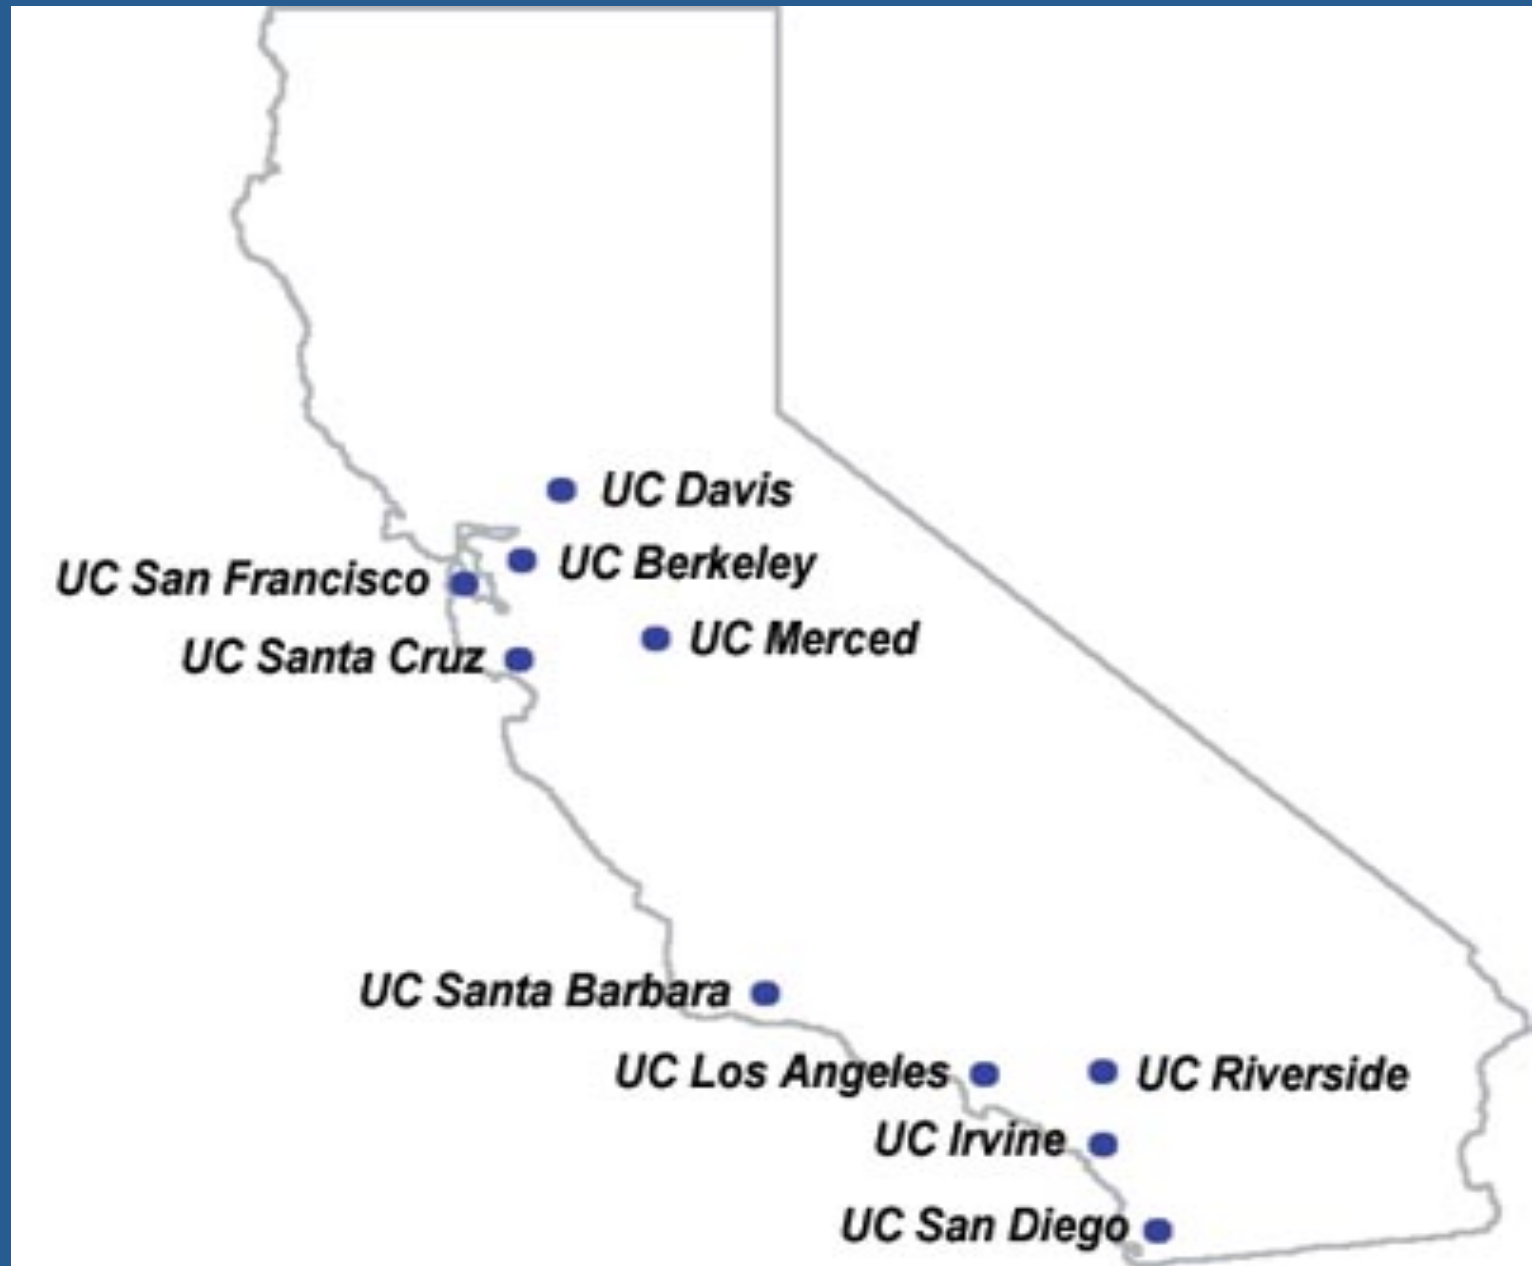 UC Davis
UC Berkeley
UC San Francisco
UC Merced
UC Santa Cruz
UC Santa Barbara
UC Los Angeles
UC Riverside
UC Irvine
UC San Diego